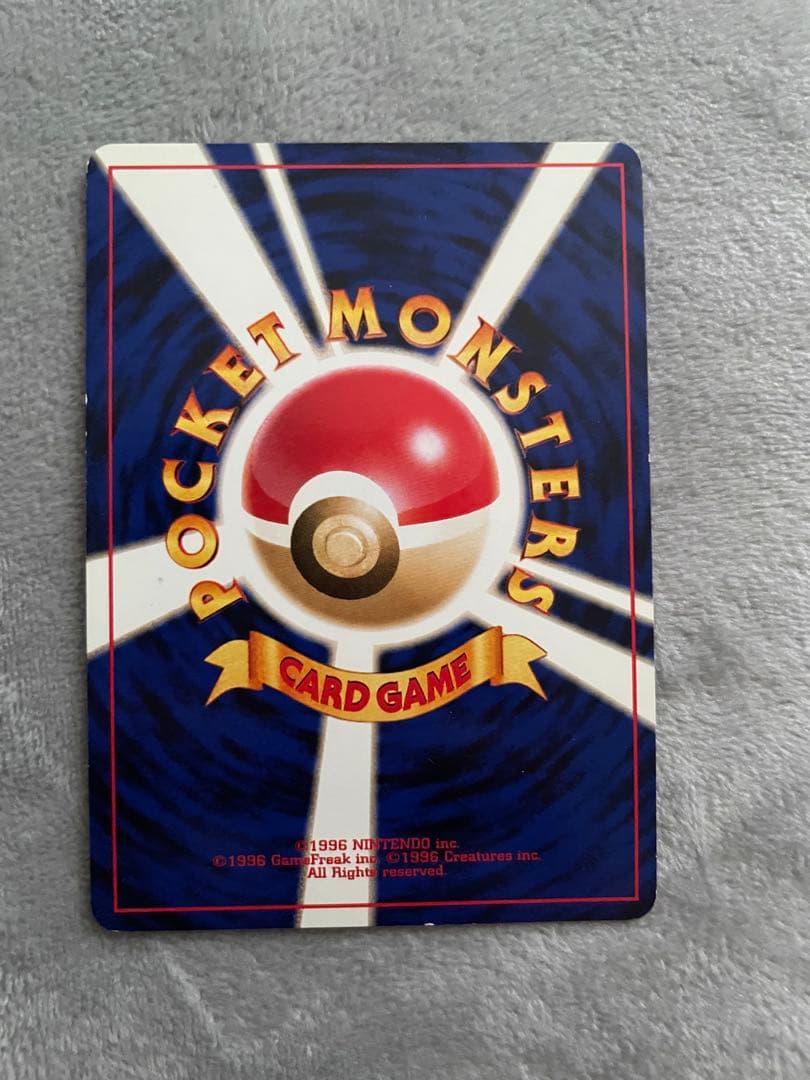 POCKET MONSTERS
CARD GAME
©1996 NINTENDO inc.
©1996 GameFreak inc. ©1996 Creatures inc.
All Rights reserved.